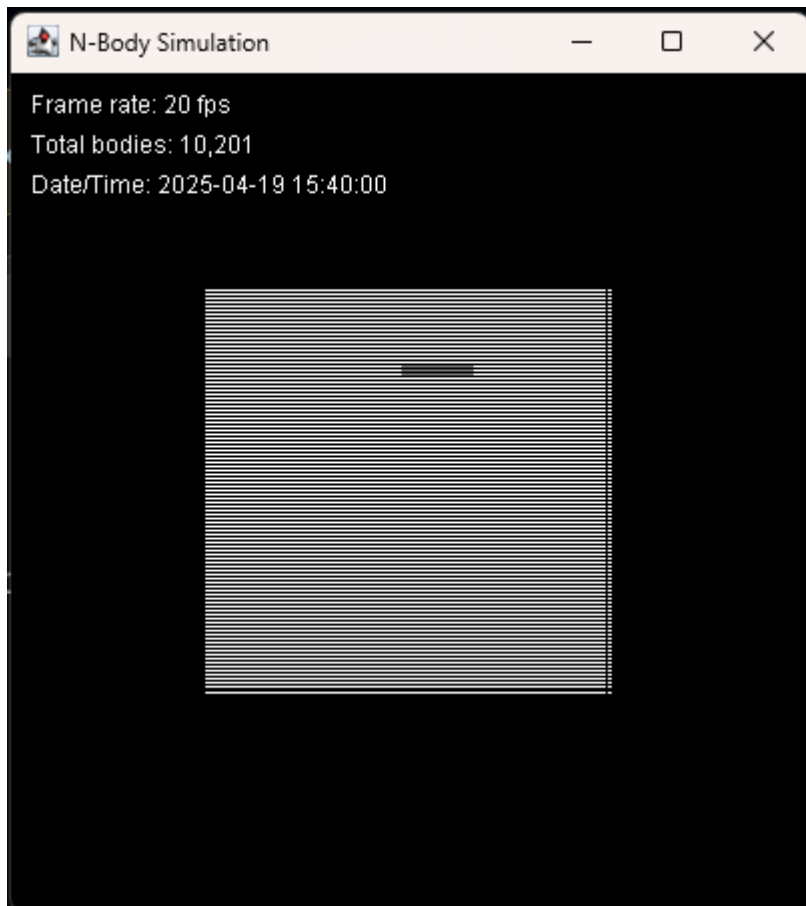 N-Body Simulation
Frame rate: 20 fps
Total bodies: 10,201
Date/Time: 2025-04-19 15:40:00